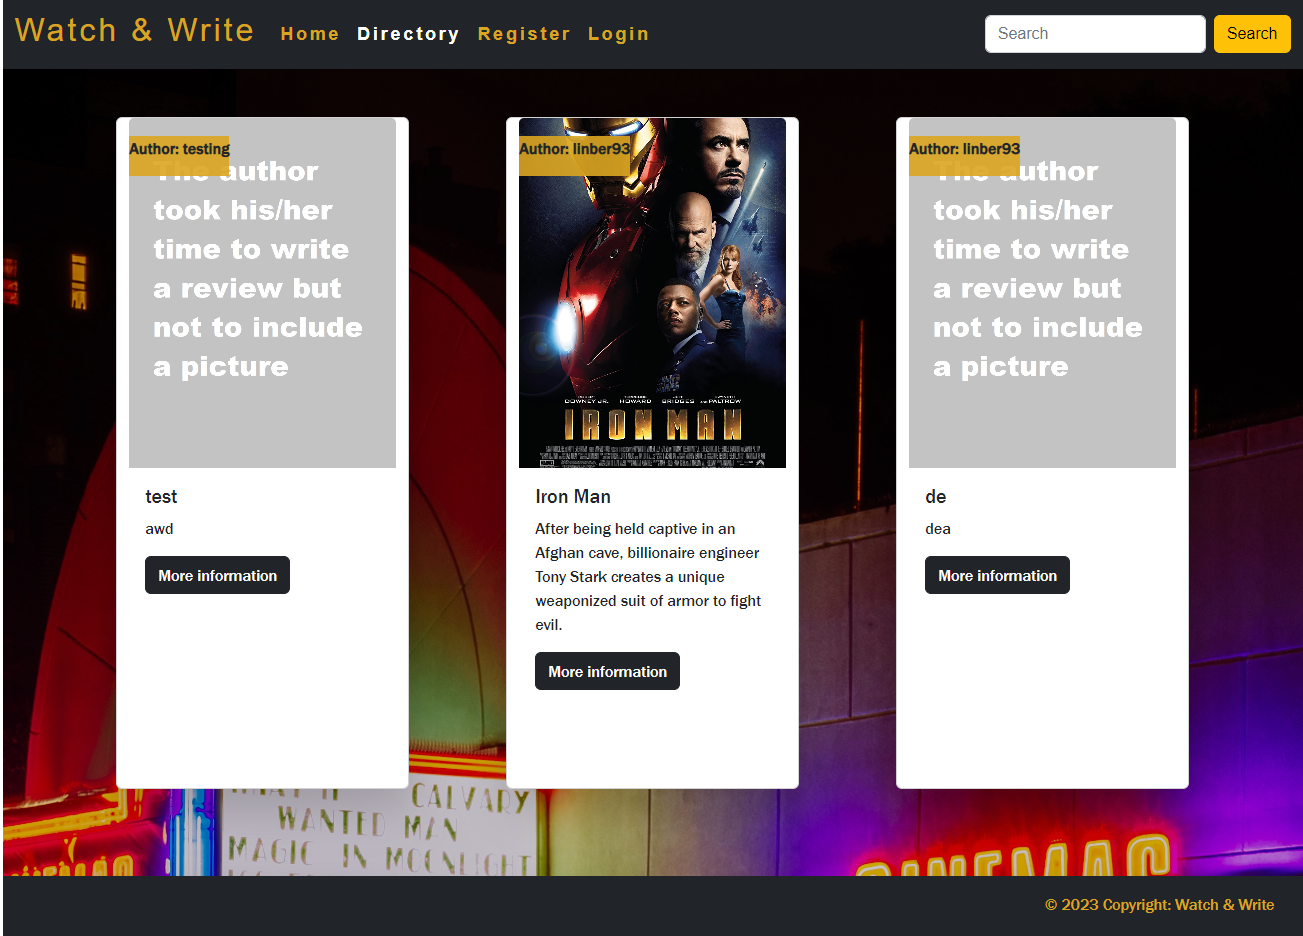 Watch & Write Home Directory Register Login Search Search
Author: testing
The author
took his/her
time to write
a review but
not to include
a picture
test
awd
More information
Author: linber93
DOWNEY JR. HOWARD BRIDGES PALTROW
IRON MAN
Iron Man
After being held captive in an
Afghan cave, billionaire engineer
Tony Stark creates a unique
weaponized suit of armor to fight
evil.
More information
Author: linber93
The author
took his/her
time to write
a review but
not to include
a picture
de
dea
More information
CALVARY
WANTED MAN
MAGIC IN MOONLIGHT
CINEMAS
© 2023 Copyright: Watch & Write